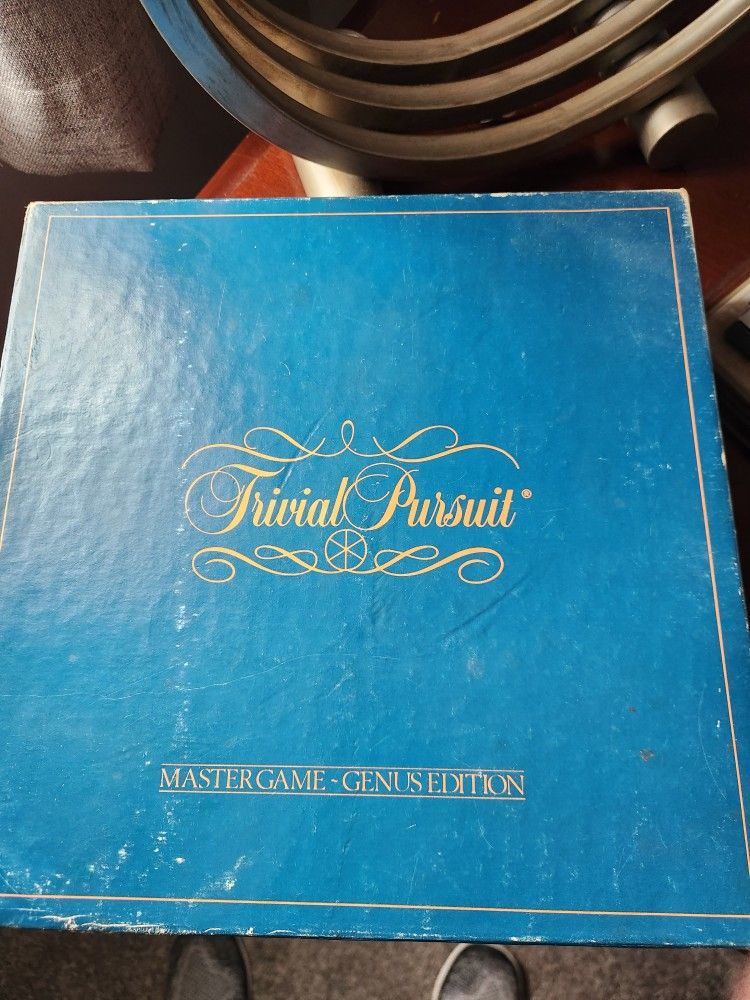 Trivial Pursuit®
MASTER GAME ~ GENUS EDITION